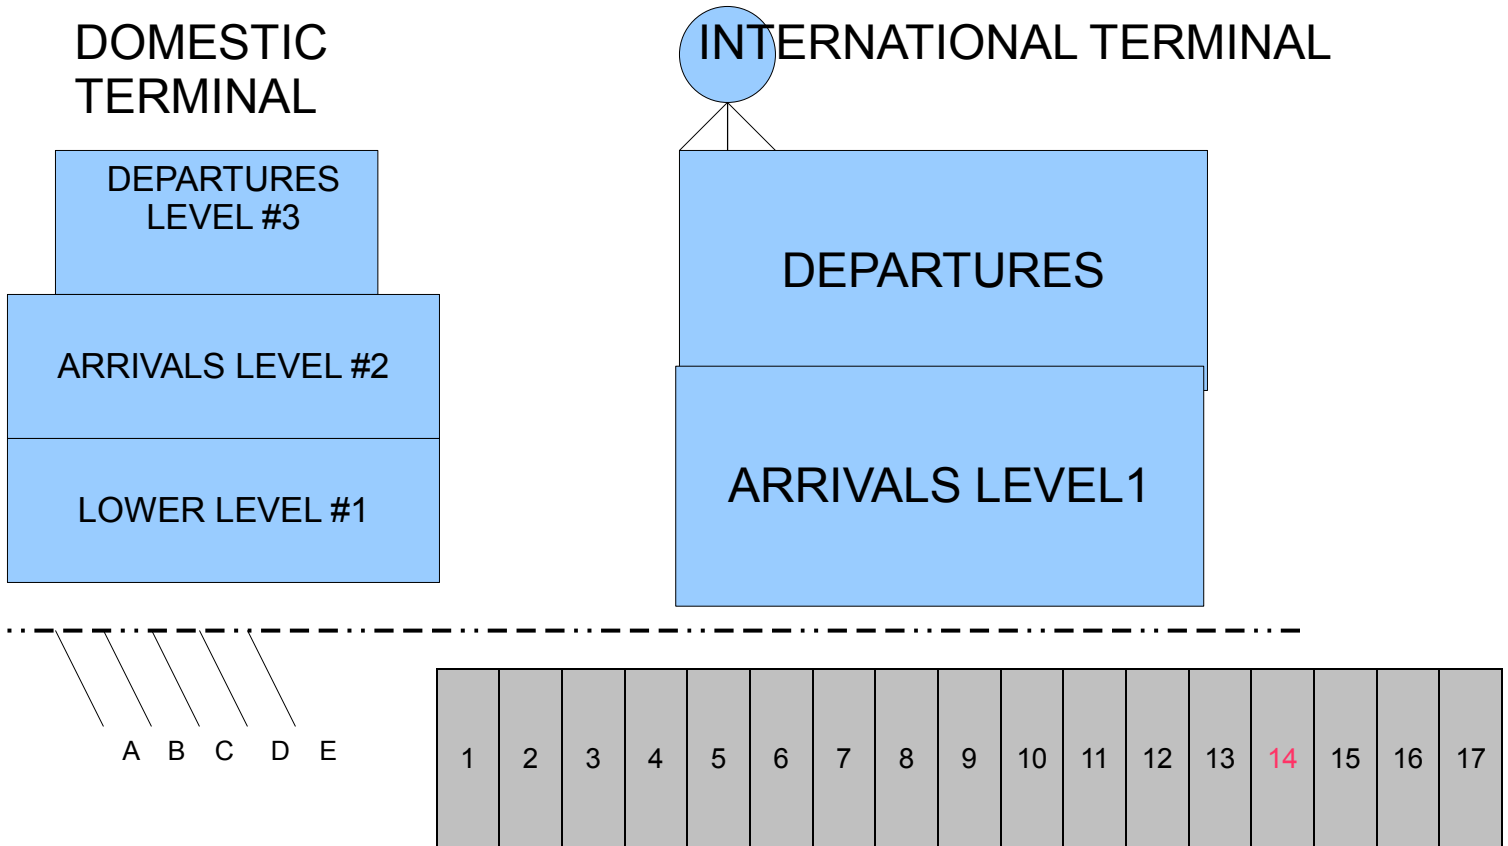 DOMESTIC
TERMINAL
INTERNATIONAL TERMINAL
DEPARTURES
LEVEL #3
ARRIVALS LEVEL #2
LOWER LEVEL #1
DEPARTURES
ARRIVALS LEVEL1
A B C D E
1 2 3 4 5 6 7 8 9 10 11 12 13 14 15 16 17